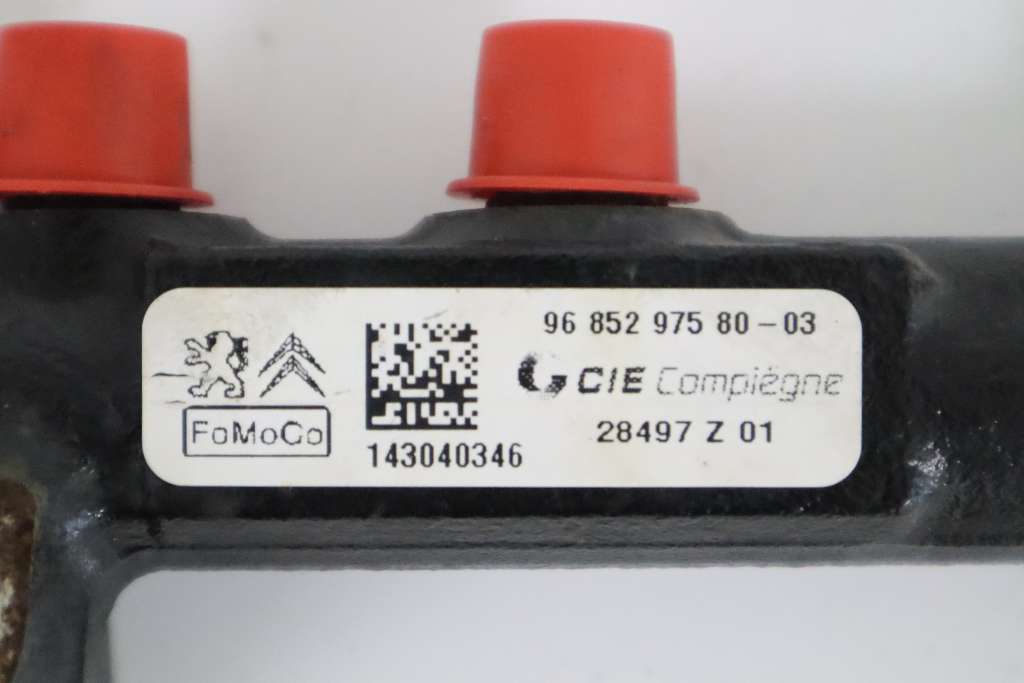 FoMoCo
143040346
96 852 975 80-03
CIE Compiègne
28497 Z 01